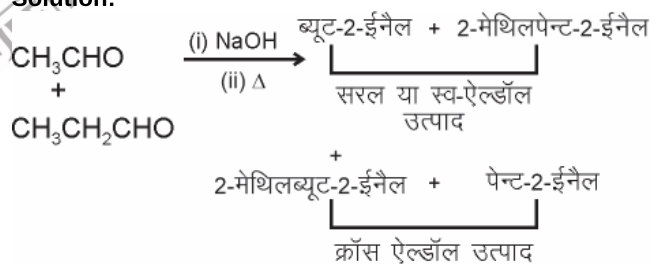 Solution:
CH₃CHO
+
CH₃CH₂CHO
(i) NaOH
(ii) Δ
ब्यूट-2-ईनैल + 2-मेथिलपेन्ट-2-ईनैल
सरल या स्व-ऐल्डॉल
उत्पाद
+
2-मेथिलब्यूट-2-ईनैल + पेन्ट-2-ईनैल
क्रॉस ऐल्डॉल उत्पाद